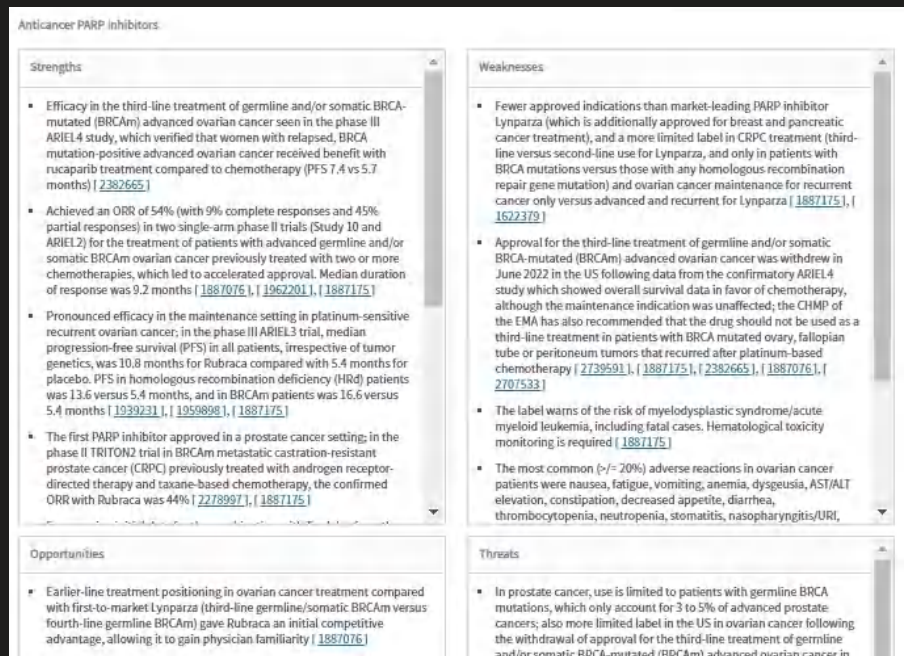 Anticancer PARP inhibitors
Strengths
▪ Efficacy in the third-line treatment of germline and/or somatic BRCA-
mutated (BRCAm) advanced ovarian cancer seen in the phase III
ARIEL4 study, which verified that women with relapsed, BRCA
mutation-positive advanced ovarian cancer received benefit with
rucaparib treatment compared to chemotherapy (PFS 7.4 vs 5.7
months) [ 2382665 ]
▪ Achieved an ORR of 54% (with 9% complete responses and 45%
partial responses) in two single-arm phase II trials (Study 10 and
ARIEL2) for the treatment of patients with advanced germline and/or
somatic BRCAm ovarian cancer previously treated with two or more
chemotherapies, which led to accelerated approval. Median duration
of response was 9.2 months [ 1887076 ], [ 1962201 ], [ 1887175 ]
▪ Pronounced efficacy in the maintenance setting in platinum-sensitive
recurrent ovarian cancer; in the phase III ARIEL3 trial, median
progression-free survival (PFS) in all patients, irrespective of tumor
genetics, was 10.8 months for Rubraca compared with 5.4 months for
placebo. PFS in homologous recombination deficiency (HRd) patients
was 13.6 versus 5.4 months, and in BRCAm patients was 16.6 versus
5.4 months [ 1939231 ], [ 1959898 ], [ 1887175 ]
▪ The first PARP inhibitor approved in a prostate cancer setting; in the
phase II TRITON2 trial in BRCAm metastatic castration-resistant
prostate cancer (CRPC) previously treated with androgen receptor-
directed therapy and taxane-based chemotherapy, the confirmed
ORR with Rubraca was 44% [ 2278997 ], [ 1887175 ]
Weaknesses
▪ Fewer approved indications than market-leading PARP inhibitor
Lynparza (which is additionally approved for breast and pancreatic
cancer treatment), and a more limited label in CRPC treatment (third-
line versus second-line use for Lynparza, and only in patients with
BRCA mutations versus those with any homologous recombination
repair gene mutation) and ovarian cancer maintenance for recurrent
cancer only versus advanced and recurrent for Lynparza [ 1887175 ], [
1622379 ]
▪ Approval for the third-line treatment of germline and/or somatic
BRCA-mutated (BRCAm) advanced ovarian cancer was withdrew in
June 2022 in the US following data from the confirmatory ARIEL4
study which showed overall survival data in favor of chemotherapy,
although the maintenance indication was unaffected; the CHMP of
the EMA has also recommended that the drug should not be used as a
third-line treatment in patients with BRCA mutated ovary, fallopian
tube or peritoneum tumors that recurred after platinum-based
chemotherapy [ 2739591 ], [ 1887175 ], [ 2382665 ], [ 1887076 ], [
2707533 ]
▪ The label warns of the risk of myelodysplastic syndrome/acute
myeloid leukemia, including fatal cases. Hematological toxicity
monitoring is required [ 1887175 ]
▪ The most common (>/= 20%) adverse reactions in ovarian cancer
patients were nausea, fatigue, vomiting, anemia, dysgeusia, AST/ALT
elevation, constipation, decreased appetite, diarrhea,
thrombocytopenia, neutropenia, stomatitis, nasopharyngitis/URI,
Opportunities
▪ Earlier-line treatment positioning in ovarian cancer treatment compared
with first-to-market Lynparza (third-line germline/somatic BRCAm versus
fourth-line germline BRCAm) gave Rubraca an initial competitive
advantage, allowing it to gain physician familiarity [ 1887076 ]
Threats
▪ In prostate cancer, use is limited to patients with germline BRCA
mutations, which only account for 3 to 5% of advanced prostate
cancers; also more limited label in the US in ovarian cancer following
the withdrawal of approval for the third-line treatment of germline
and/or somatic BRCA-mutated (BRCAm) advanced ovarian cancer in